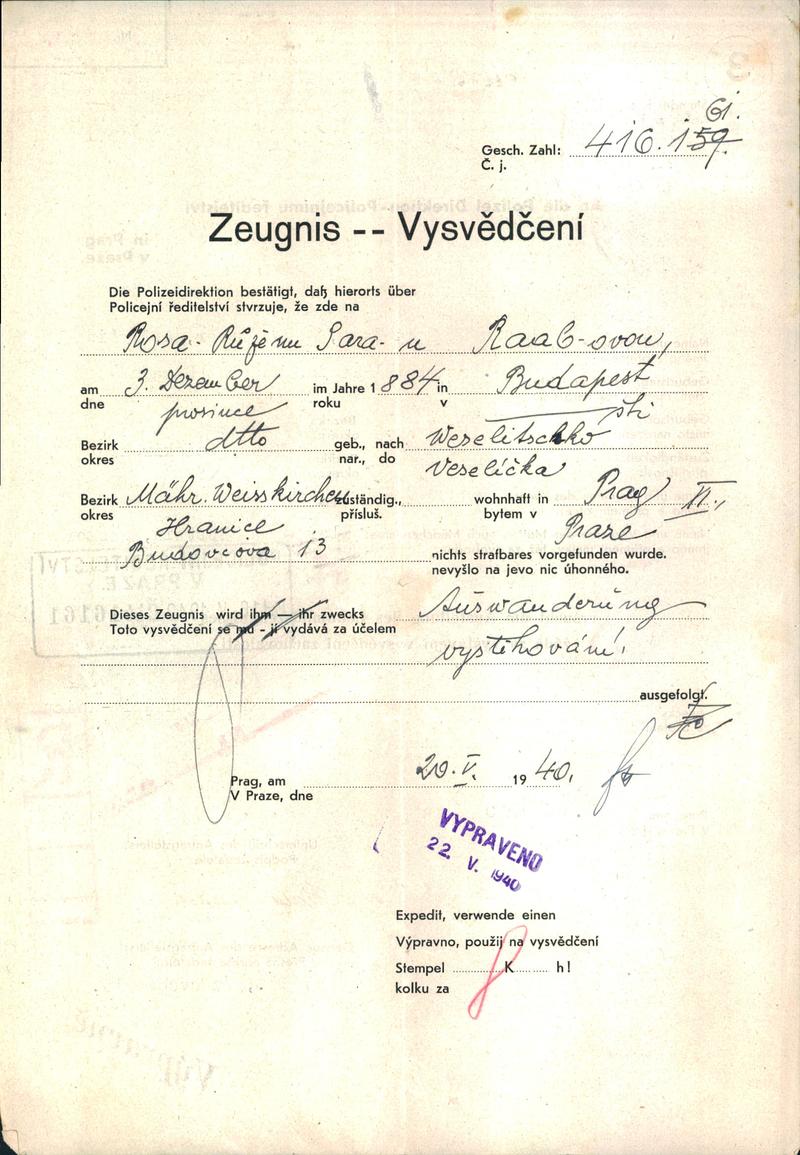 61.
Gesch. Zahl: 416.159.
Č. j.
Zeugnis -- Vysvědčení
Die Polizeidirektion bestätigt, daß hierorts über
Policejní ředitelství stvrzuje, že zde na
Rosa - Růženu Sara - u Raab-ovou,
am 3. Dezember im Jahre 1884 in Budapest
dne prosince roku v šti
Bezirk dtto geb., nach Weselitschko
okres nar., do Veselíčka
Bezirk Mähr. Weisskirchen zuständig., wohnhaft in Prag XI.,
okres Hranice přísluš. bytem v Praze
Budovcova 13 nichts strafbares vorgefunden wurde.
nevyšlo na jevo nic úhonného.
Dieses Zeugnis wird ihm — ihr zwecks Auswanderung
Toto vysvědčení se mu - jí vydává za účelem
vystěhování.
ausgefolgt.
Prag, am 20. V. 1940.
V Praze, dne
VYPRAVENO
22. V. 1940
Expedit, verwende einen
Výpravno, použij na vysvědčení
Stempel K h!
kolku za